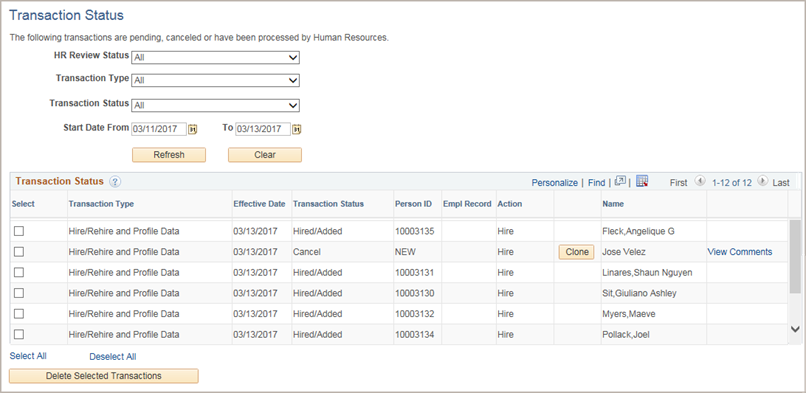 Transaction Status
The following transactions are pending, canceled or have been processed by Human Resources.
HR Review Status All
Transaction Type All
Transaction Status All
Start Date From 03/11/2017 To 03/13/2017
Refresh Clear
Transaction Status ? Personalize | Find | | First 1-12 of 12 Last
Select Transaction Type Effective Date Transaction Status Person ID Empl Record Action Name
Hire/Rehire and Profile Data 03/13/2017 Hired/Added 10003135 Hire Fleck,Angelique G
Hire/Rehire and Profile Data 03/13/2017 Cancel NEW Hire Clone Jose Velez View Comments
Hire/Rehire and Profile Data 03/13/2017 Hired/Added 10003131 Hire Linares,Shaun Nguyen
Hire/Rehire and Profile Data 03/13/2017 Hired/Added 10003130 Hire Sit,Giuliano Ashley
Hire/Rehire and Profile Data 03/13/2017 Hired/Added 10003132 Hire Myers,Maeve
Hire/Rehire and Profile Data 03/13/2017 Hired/Added 10003134 Hire Pollack,Joel
Select All Deselect All
Delete Selected Transactions